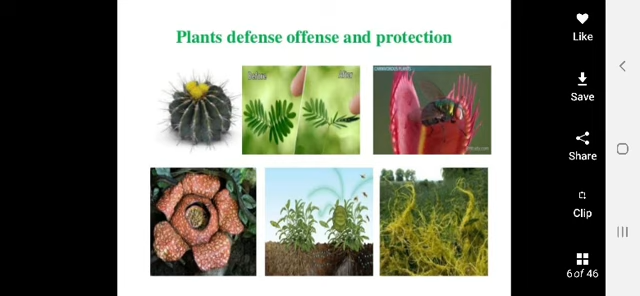 Plants defense offense and protection
Before
After
Like
Save
Share
Clip
6 of 46